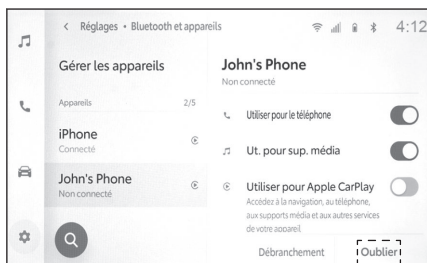 < Réglages • Bluetooth et appareils
4:12
Gérer les appareils
Appareils 2/5
iPhone
Connecté
John's Phone
Non connecté
John's Phone
Non connecté
Utiliser pour le téléphone
Ut. pour sup. média
Utiliser pour Apple CarPlay
Accédez à la navigation, au téléphone,
aux supports média et aux autres services
de votre appareil
Débranchement
Oublier